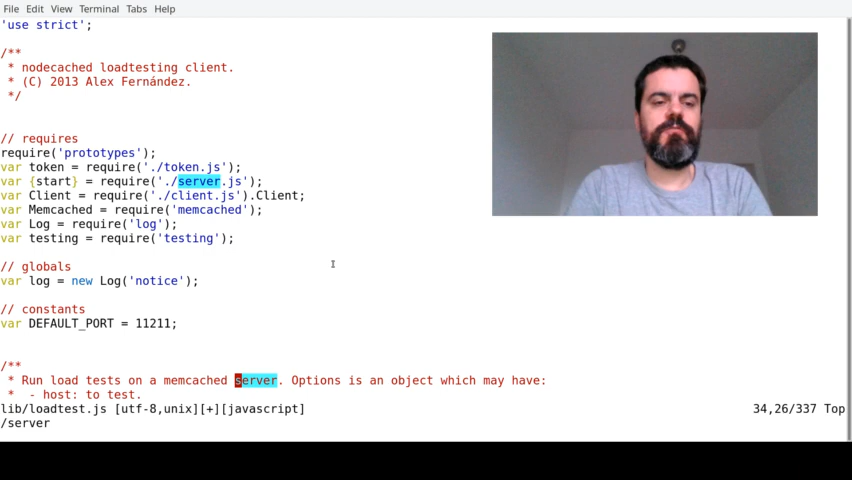 File Edit View Terminal Tabs Help
'use strict';
/**
 * nodecached loadtesting client.
 * (C) 2013 Alex Fernández.
 */
// requires
require('prototypes');
var token = require('./token.js');
var {start} = require('./server.js');
var Client = require('./client.js').Client;
var Memcached = require('memcached');
var Log = require('log');
var testing = require('testing');
// globals
var log = new Log('notice');
// constants
var DEFAULT_PORT = 11211;
/**
 * Run load tests on a memcached server. Options is an object which may have:
 *  - host: to test.
lib/loadtest.js [utf-8,unix][+][javascript] 34,26/337 Top
/server